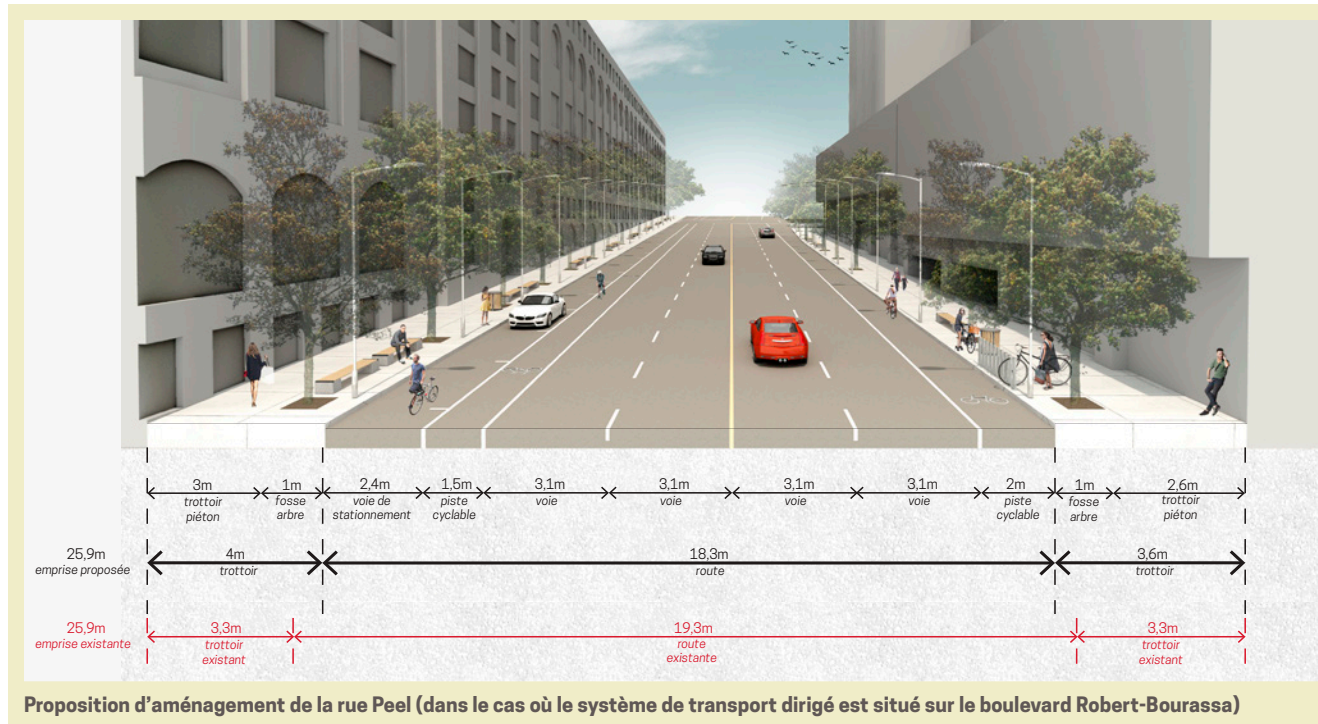 3m 1m 2,4m 1,5m 3,1m 3,1m 3,1m 3,1m 2m 1m 2,6m
trottoir fosse voie de piste voie voie voie voie piste fosse trottoir
piéton arbre stationnement cyclable cyclable arbre piéton
25,9m 4m 18,3m 3,6m
emprise proposée trottoir route trottoir
25,9m 3,3m 19,3m 3,3m
emprise existante trottoir route trottoir
existant existante existant
Proposition d'aménagement de la rue Peel (dans le cas où le système de transport dirigé est situé sur le boulevard Robert-Bourassa)